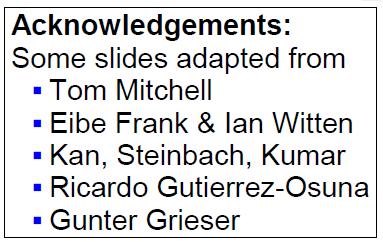 Acknowledgements:
Some slides adapted from
▪ Tom Mitchell
▪ Eibe Frank & Ian Witten
▪ Kan, Steinbach, Kumar
▪ Ricardo Gutierrez-Osuna
▪ Gunter Grieser